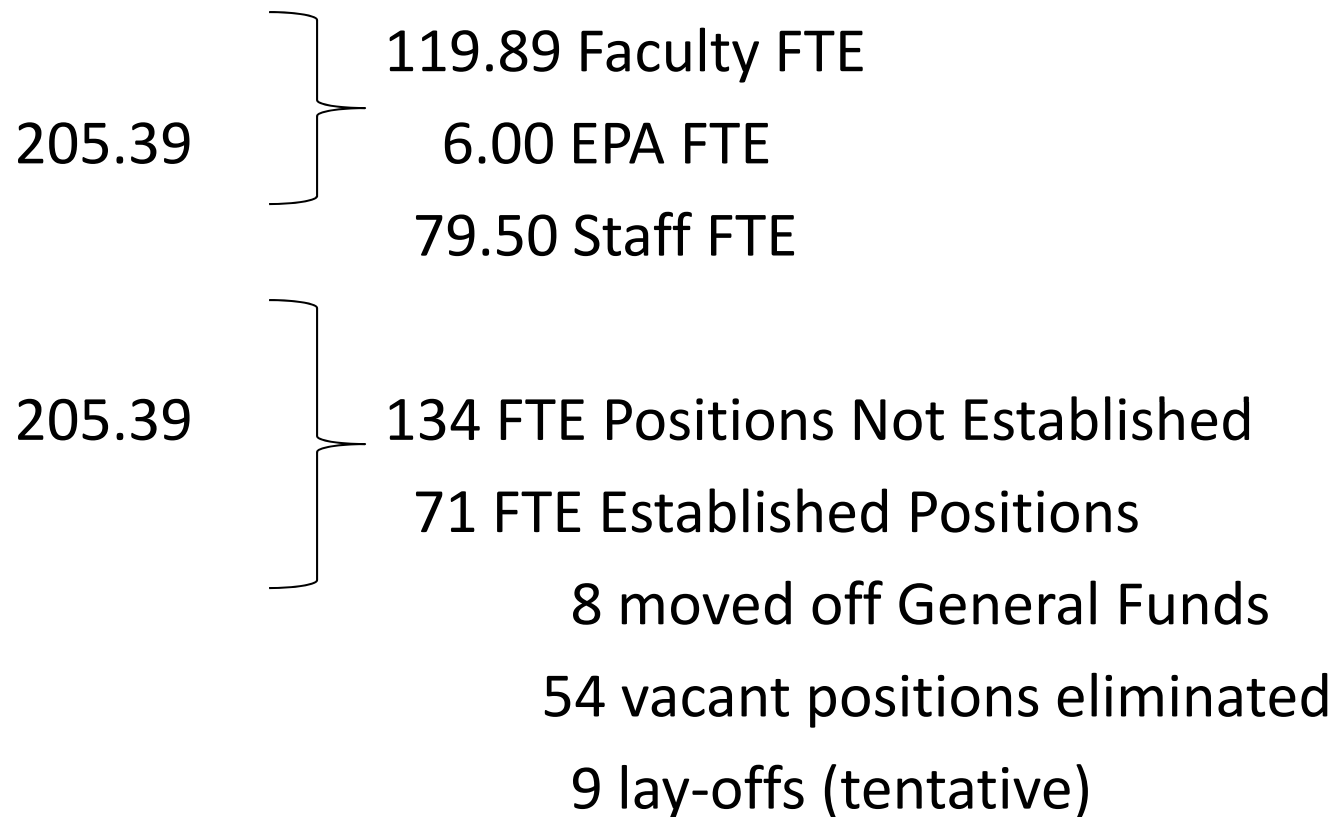 119.89 Faculty FTE
205.39 6.00 EPA FTE
79.50 Staff FTE
205.39 134 FTE Positions Not Established
71 FTE Established Positions
8 moved off General Funds
54 vacant positions eliminated
9 lay-offs (tentative)